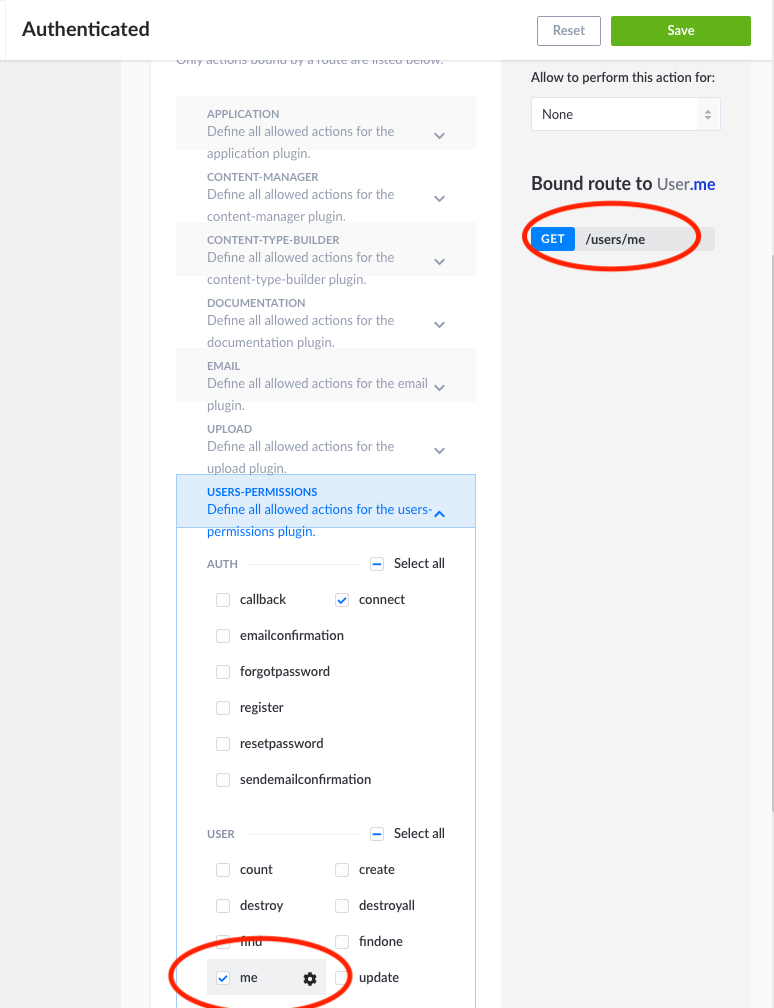 Authenticated
Reset
Save
Only actions bound by a route are listed below.
APPLICATION
Define all allowed actions for the
application plugin.
CONTENT-MANAGER
Define all allowed actions for the
content-manager plugin.
CONTENT-TYPE-BUILDER
Define all allowed actions for the
content-type-builder plugin.
DOCUMENTATION
Define all allowed actions for the
documentation plugin.
EMAIL
Define all allowed actions for the email
plugin.
UPLOAD
Define all allowed actions for the
upload plugin.
USERS-PERMISSIONS
Define all allowed actions for the users-
permissions plugin.
AUTH
Select all
callback
connect
emailconfirmation
forgotpassword
register
resetpassword
sendemailconfirmation
USER
Select all
count
create
destroy
destroyall
find
findone
me
update
Allow to perform this action for:
None
Bound route to User.me
GET /users/me